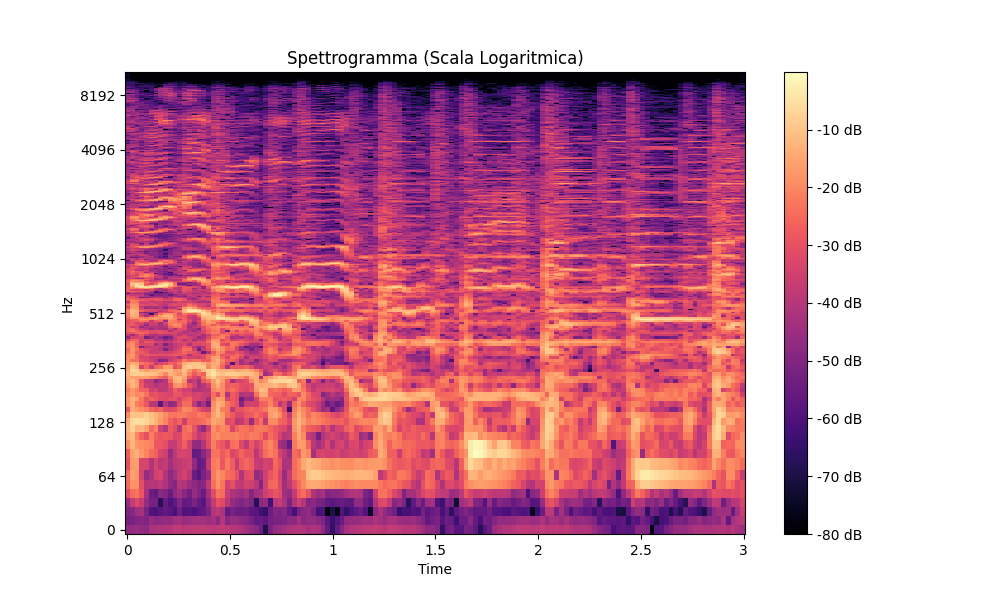 Spettrogramma (Scala Logaritmica)
Hz
8192
4096
2048
1024
512
256
128
64
0
0 0.5 1 1.5 2 2.5 3
Time
-10 dB
-20 dB
-30 dB
-40 dB
-50 dB
-60 dB
-70 dB
-80 dB